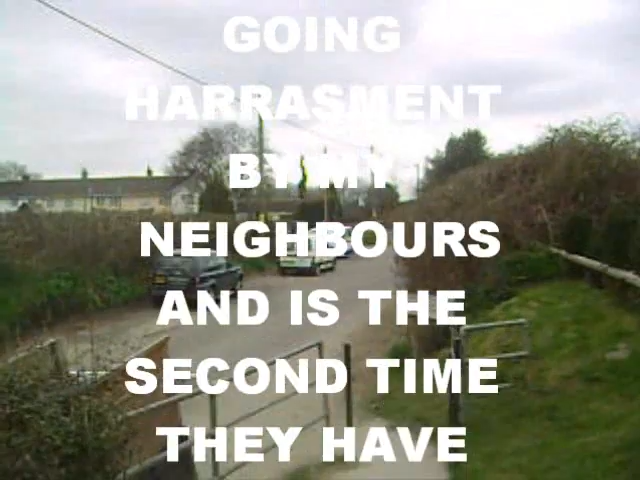 GOING
HARRASMENT
BY MY
NEIGHBOURS
AND IS THE
SECOND TIME
THEY HAVE